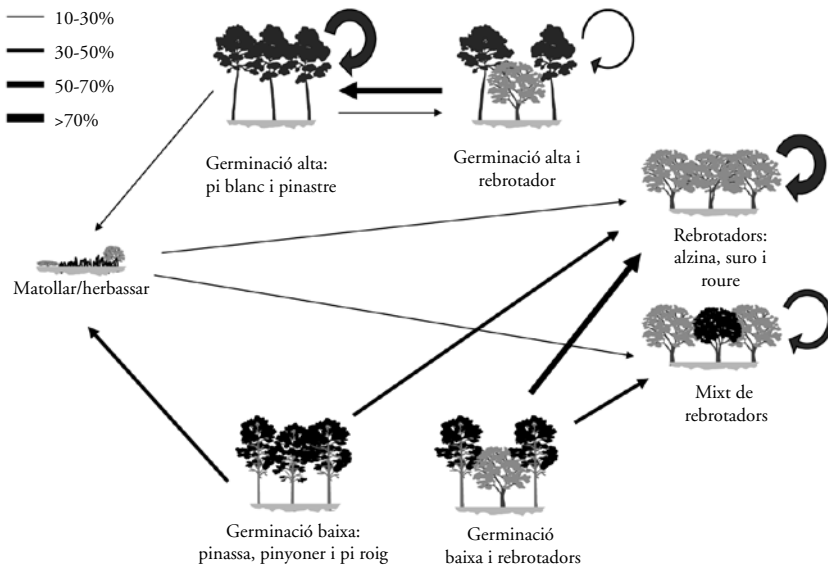 10-30%
30-50%
50-70%
>70%
Germinació alta:
pi blanc i pinastre
Germinació alta i
rebrotador
Rebrotadors:
alzina, suro i
roure
Matollar/herbassar
Mixt de
rebrotadors
Germinació baixa:
pinassa, pinyoner i pi roig
Germinació
baixa i rebrotadors